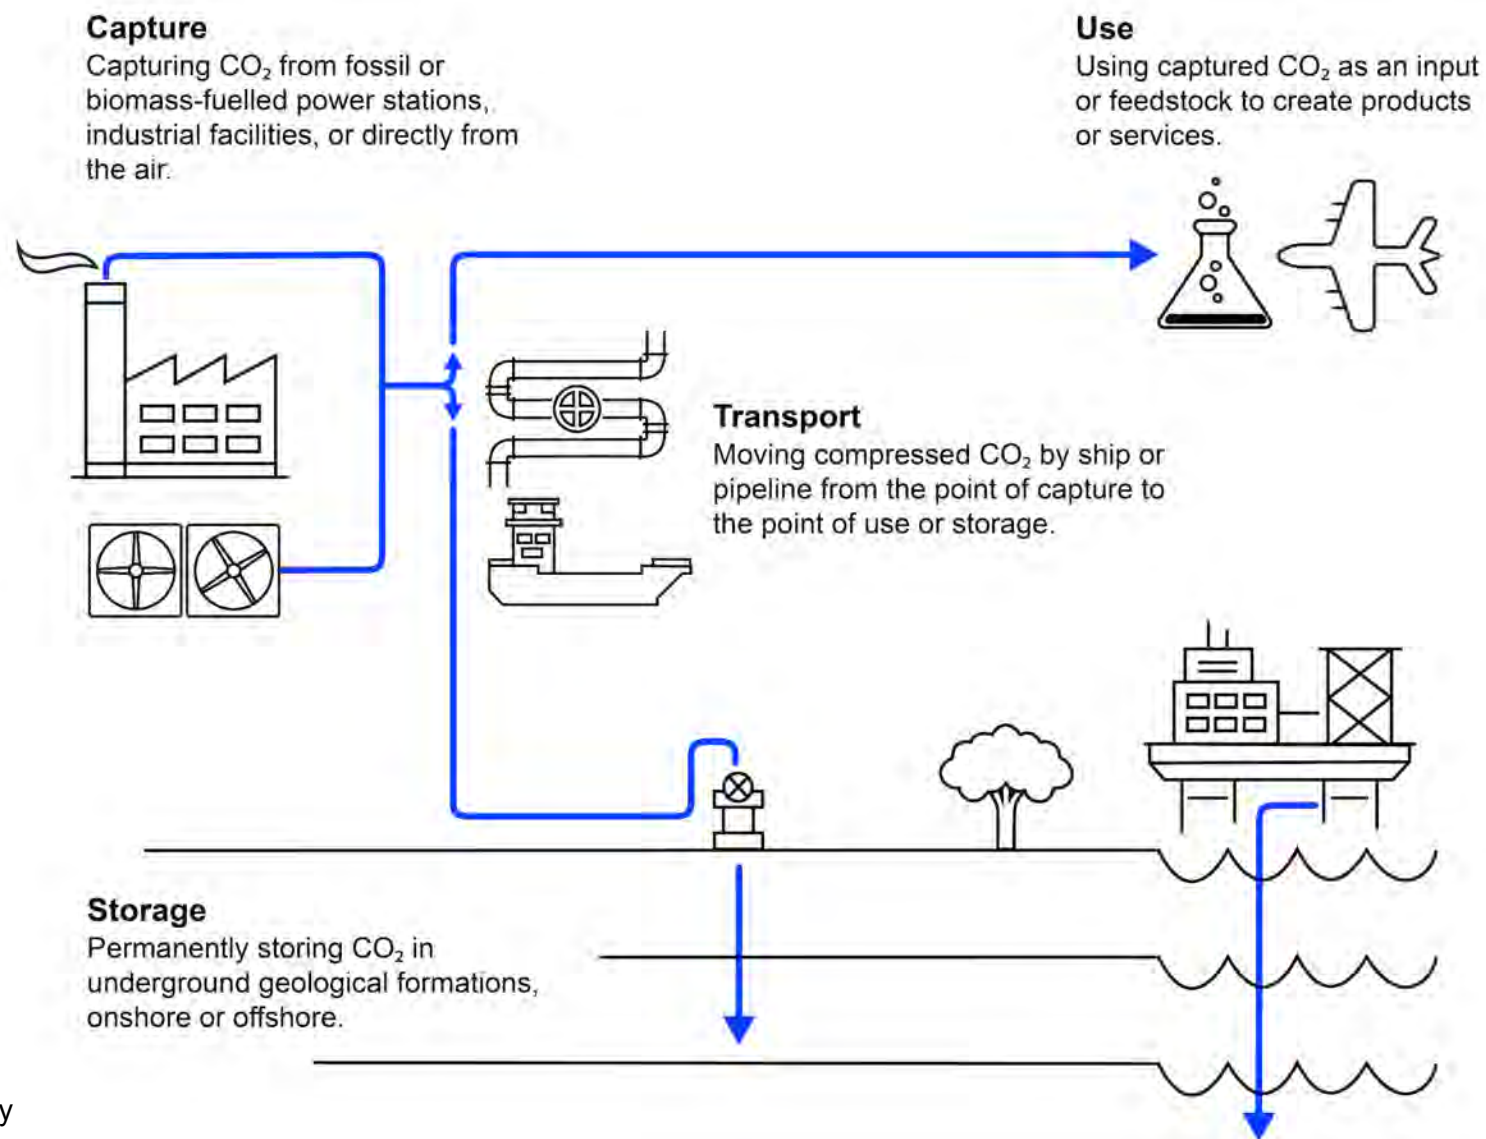 Capture
Capturing CO₂ from fossil or
biomass-fuelled power stations,
industrial facilities, or directly from
the air.
Use
Using captured CO₂ as an input
or feedstock to create products
or services.
Transport
Moving compressed CO₂ by ship or
pipeline from the point of capture to
the point of use or storage.
Storage
Permanently storing CO₂ in
underground geological formations,
onshore or offshore.
y